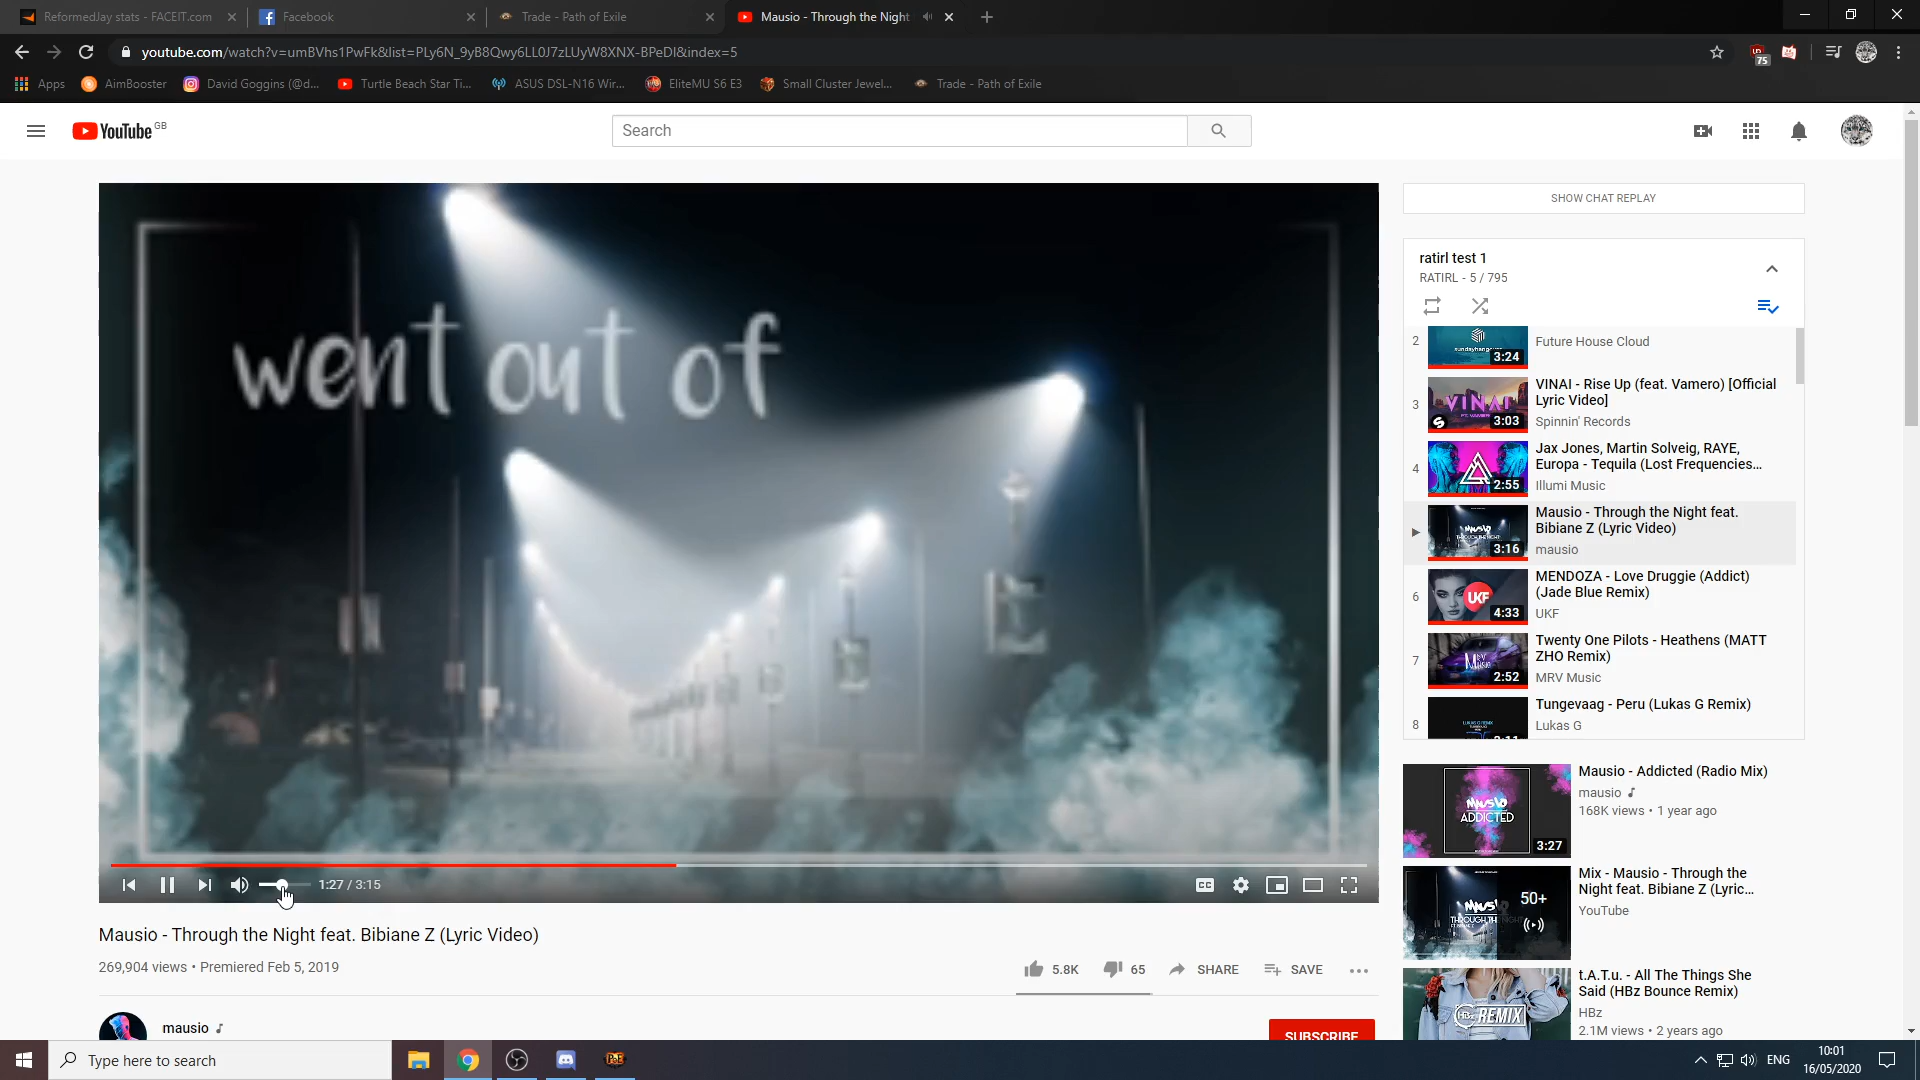 ReformedJay stats - FACEIT.com
Facebook
Trade - Path of Exile
Mausio - Through the Night
youtube.com/watch?v=umBVhs1PwFk&list=PLy6N_9yB8Qwy6LL0J7zLUyW8XNX-BPeDI&index=5
75
Apps
AimBooster
David Goggins (@d...
Turtle Beach Star Ti...
ASUS DSL-N16 Wir...
EliteMU S6 E3
Small Cluster Jewel...
Trade - Path of Exile
YouTube GB
Search
went out of
1:27 / 3:15
CC
Mausio - Through the Night feat. Bibiane Z (Lyric Video)
269,904 views • Premiered Feb 5, 2019
5.8K
65
SHARE
SAVE
mausio
SUBSCRIBE
SHOW CHAT REPLAY
ratirl test 1
RATIRL - 5 / 795
2
3:24
Future House Cloud
3
VINAI
3:03
VINAI - Rise Up (feat. Vamero) [Official
Lyric Video]
Spinnin' Records
4
2:55
Jax Jones, Martin Solveig, RAYE,
Europa - Tequila (Lost Frequencies...
Illumi Music
3:16
Mausio - Through the Night feat.
Bibiane Z (Lyric Video)
mausio
6
UKF
4:33
MENDOZA - Love Druggie (Addict)
(Jade Blue Remix)
UKF
7
2:52
Twenty One Pilots - Heathens (MATT
ZHO Remix)
MRV Music
8
Tungevaag - Peru (Lukas G Remix)
Lukas G
MAUSIO
ADDICTED
3:27
Mausio - Addicted (Radio Mix)
mausio
168K views • 1 year ago
50+
Mix - Mausio - Through the
Night feat. Bibiane Z (Lyric...
YouTube
HBz REMIX
t.A.T.u. - All The Things She
Said (HBz Bounce Remix)
HBz
2.1M views • 2 years ago
Type here to search
PoE
ENG
10:01
16/05/2020